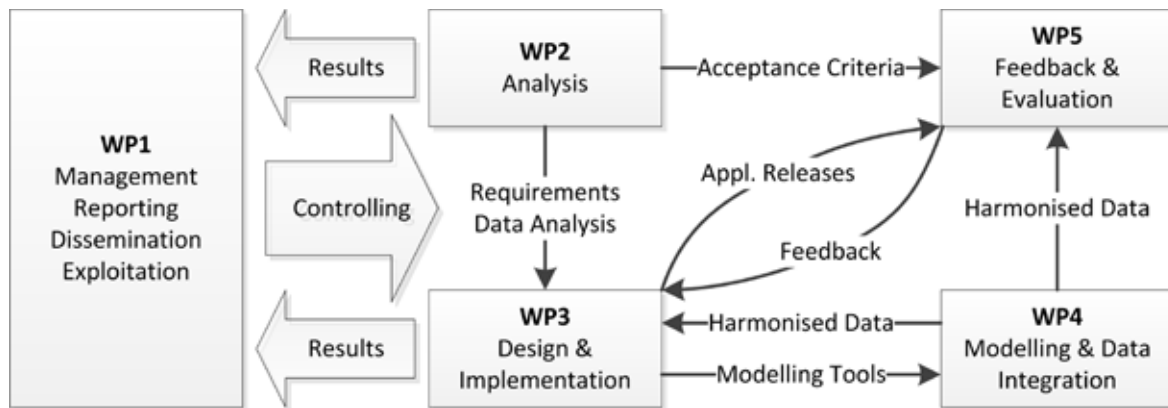 WP1
Management
Reporting
Dissemination
Exploitation
Results
Controlling
Results
WP2
Analysis
Acceptance Criteria
WP5
Feedback &
Evaluation
Requirements
Data Analysis
Appl. Releases
Feedback
Harmonised Data
WP3
Design &
Implementation
Harmonised Data
Modelling Tools
WP4
Modelling & Data
Integration